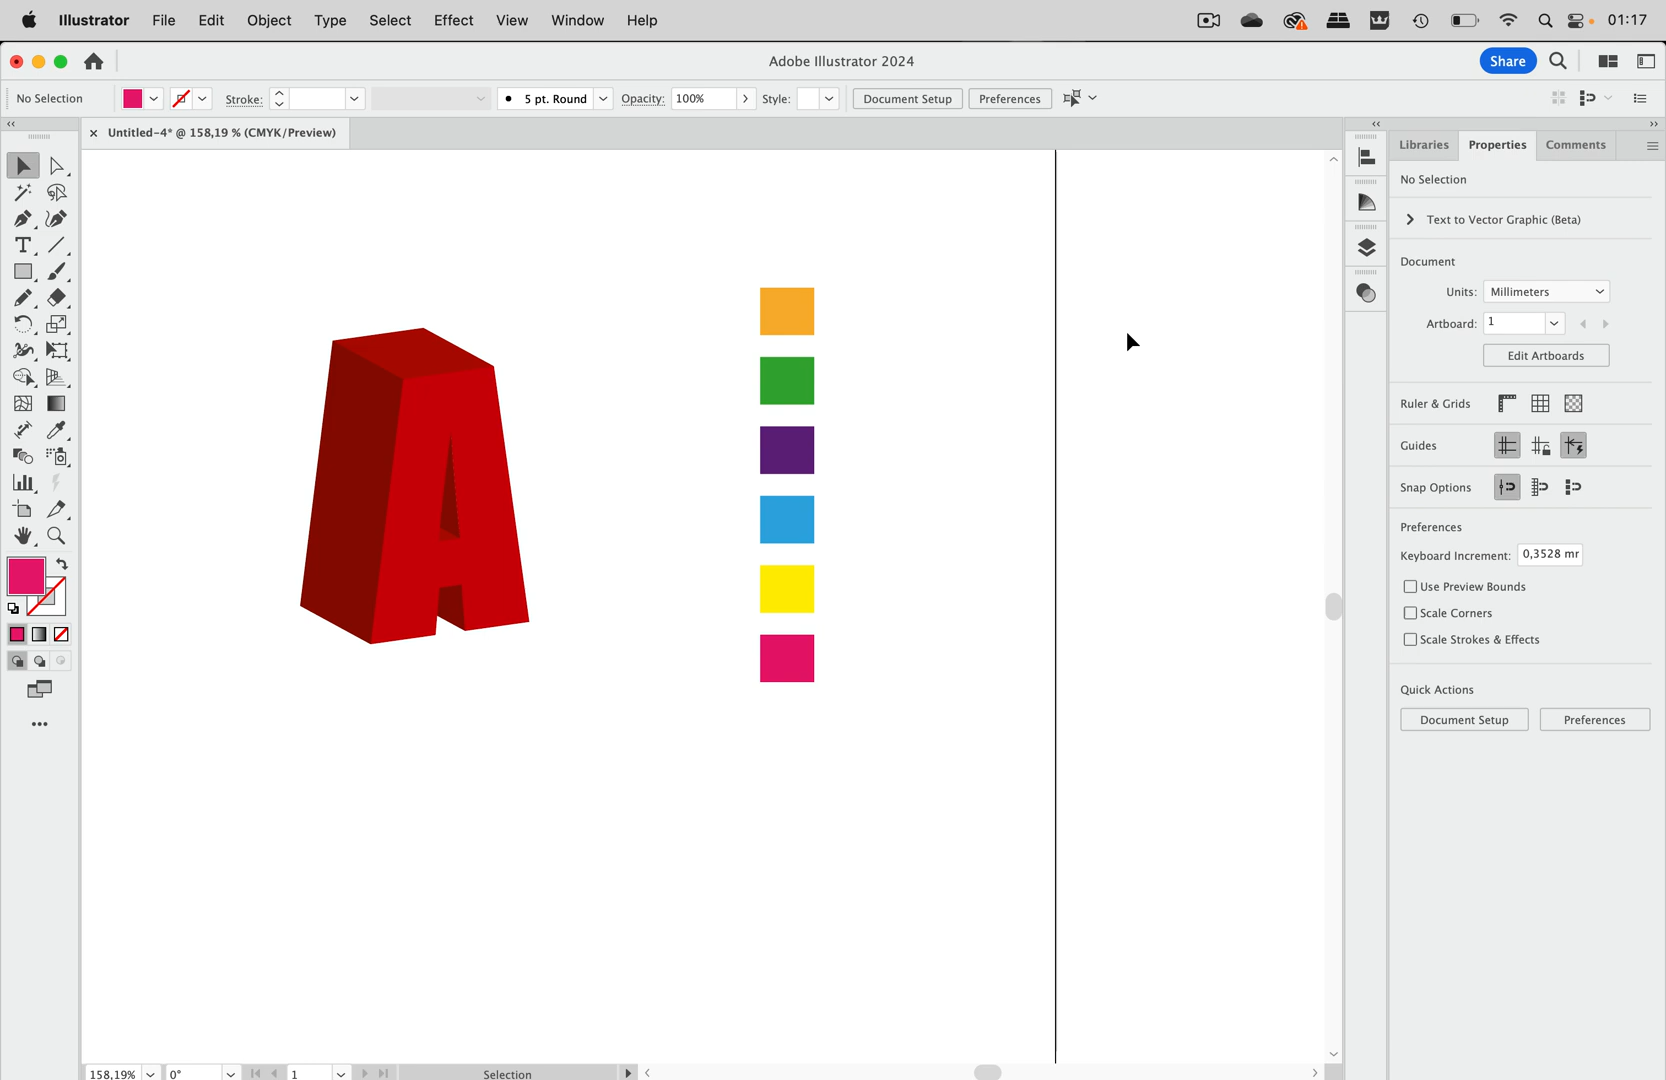 Illustrator File Edit Object Type Select Effect View Window Help 01:17
Adobe Illustrator 2024 Share
No Selection Stroke: 5 pt. Round Opacity: 100% Style: Document Setup Preferences
Untitled-4* @ 158,19 % (CMYK/Preview)
Libraries Properties Comments
No Selection
Text to Vector Graphic (Beta)
Document
Units: Millimeters
Artboard: 1
Edit Artboards
Ruler & Grids
Guides
Snap Options
Preferences
Keyboard Increment: 0,3528 mr
Use Preview Bounds
Scale Corners
Scale Strokes & Effects
Quick Actions
Document Setup Preferences
A
158,19% 0° 1 Selection